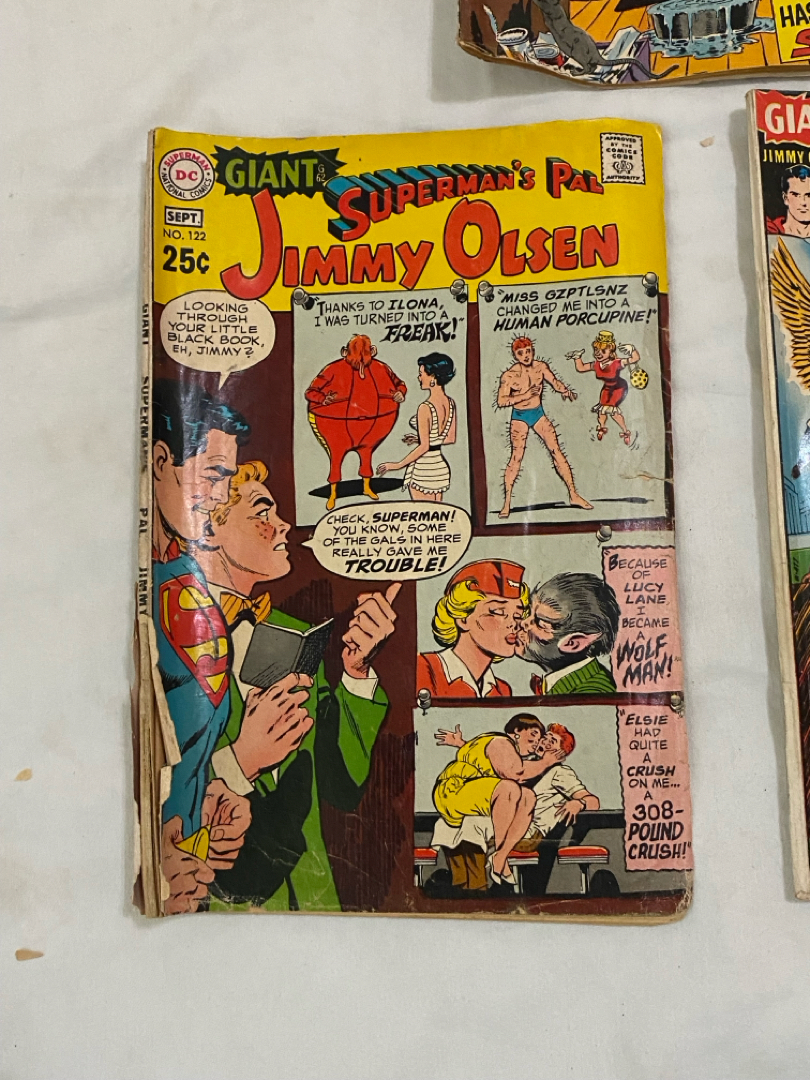 HAS
SUPERMAN
DC
NATIONAL COMICS
GIANT
G
62
SUPERMAN'S PAL
JIMMY OLSEN
APPROVED
BY THE
COMICS
CODE
AUTHORITY
SEPT.
NO. 122
25¢
LOOKING
THROUGH
YOUR LITTLE
BLACK BOOK,
EH, JIMMY?
"THANKS TO ILONA,
I WAS TURNED INTO A
FREAK!"
"MISS GZPTLSNZ
CHANGED ME INTO A
HUMAN PORCUPINE!"
CHECK, SUPERMAN!
YOU KNOW, SOME
OF THE GALS IN HERE
REALLY GAVE ME
TROUBLE!
"BECAUSE
OF
LUCY
LANE
I
BECAME
A
WOLF
MAN!"
"ELSIE
HAD
QUITE
A
CRUSH
ON ME...
A
308-
POUND
CRUSH!"
GIANT SUPERMAN'S PAL JIMMY
GIA
JIMMY